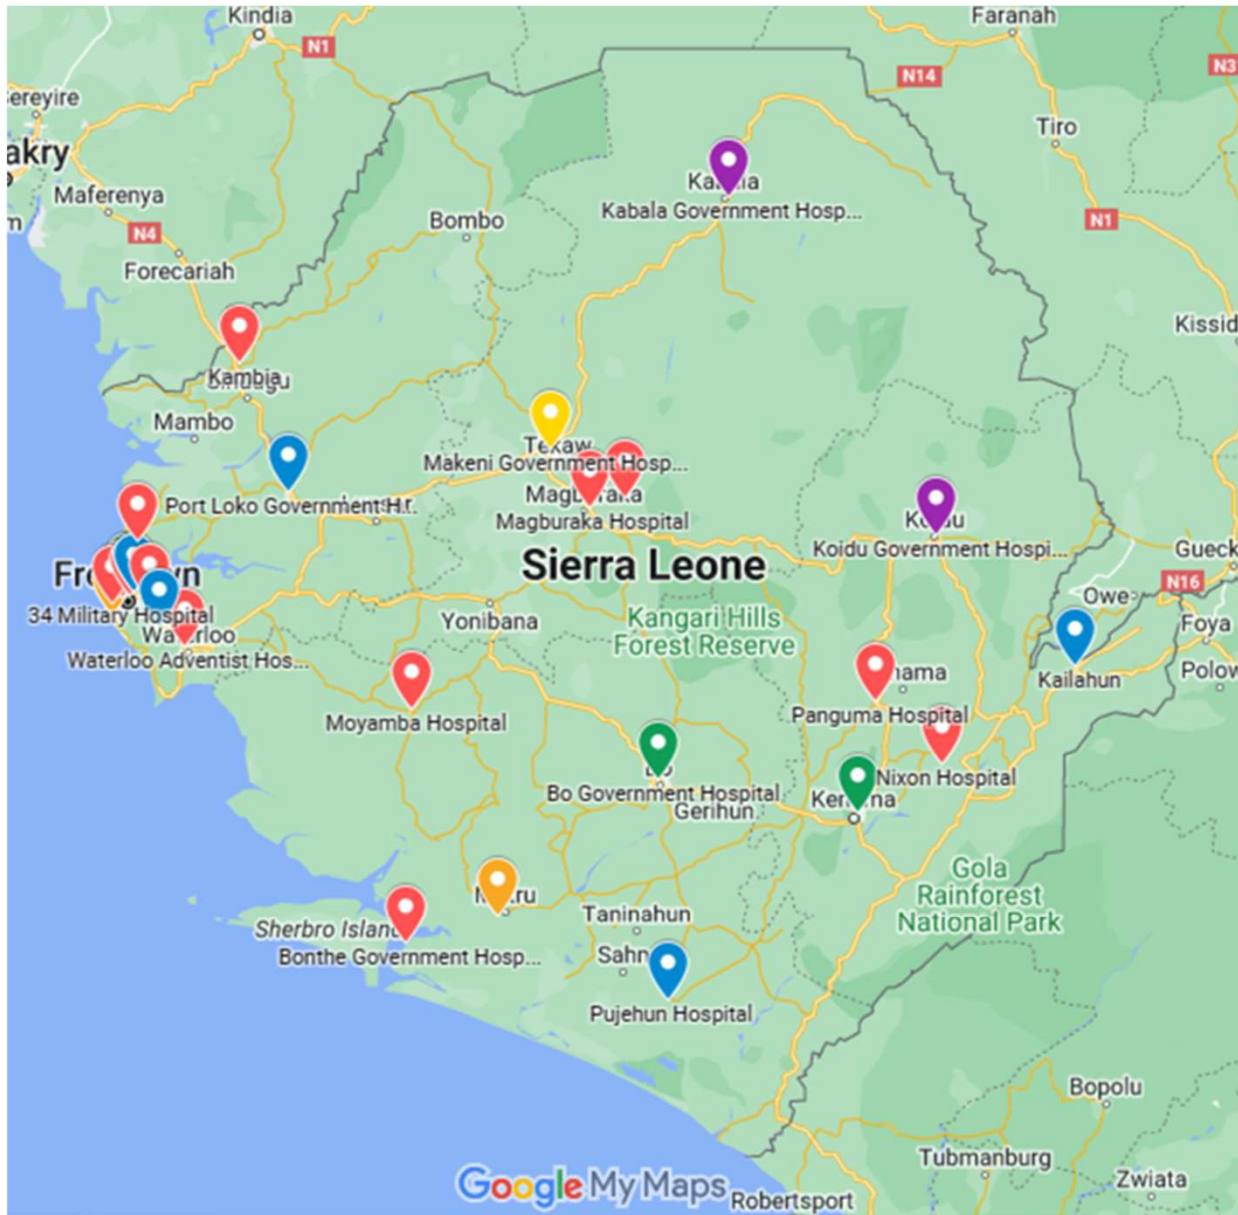 Kindia
Faranah
N1
N14
N3
ereyire
Tiro
akry
Maferenya
Kabala Government Hosp...
Bombo
N1
m
N4
Forecariah
Kissid
Kambia
Mambo
Makeni Government Hosp...
Port Loko Government H...
Magburaka Hospital
Koidu Government Hospi...
Sierra Leone
Gueck
N16
Owe
34 Military Hospital
Yonibana
Kangari Hills
Forest Reserve
Foya
Waterloo Adventist Hos...
Kailahun
Polow
Moyamba Hospital
Panguma Hospital
Nixon Hospital
Bo Government Hospital
Gerihun
Gola
Rainforest
National Park
Taninahun
Bonthe Government Hosp...
Pujehun Hospital
Bopolu
Tubmanburg
Zwiata
Google My Maps
Robertsport